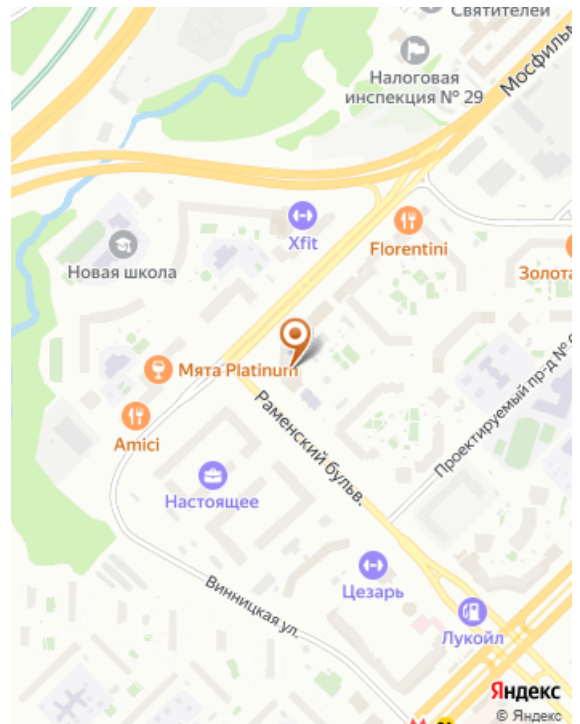 Святителей
Налоговая
инспекция № 29
Мосфильм
Xfit
Florentini
Новая школа
Золота
Мята Platinum
Amici
Раменский бульв.
Проектируемый пр-д №
Настоящее
Цезарь
Винницкая ул.
Лукойл
Яндекс
© Яндекс